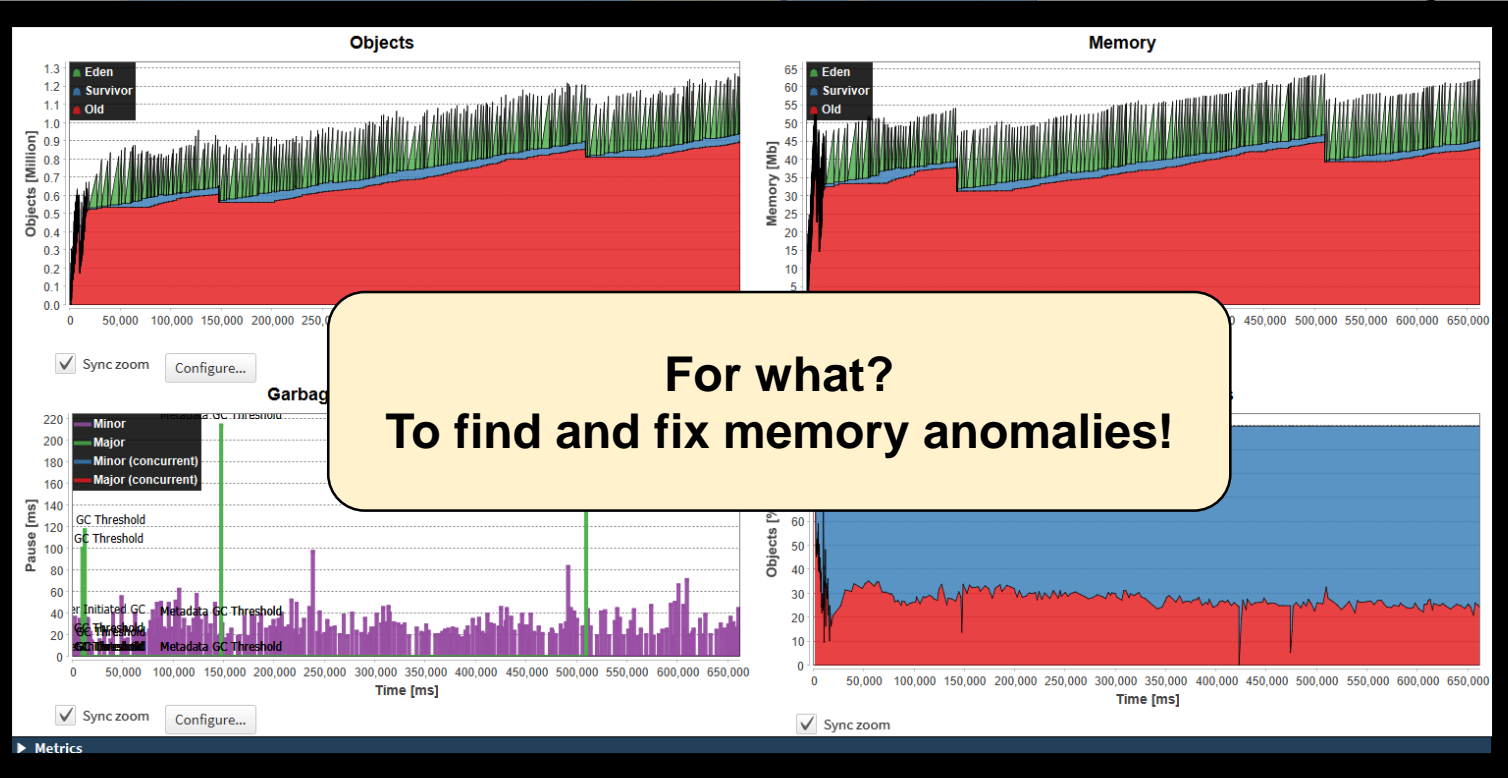 Objects
Memory
Eden
Survivor
Old
1.3
1.2
1.1
1.0
0.9
0.8
0.7
0.6
0.5
0.4
0.3
0.2
0.1
0.0
Objects [Million]
0 50,000 100,000 150,000 200,000
Eden
Survivor
Old
65
60
55
50
45
40
35
30
25
20
15
10
5
Memory [Mb]
450,000 500,000 550,000 600,000 650,000
Sync zoom
Configure...
For what?
To find and fix memory anomalies!
Minor
Major
Minor (concurrent)
Major (concurrent)
220
200
180
160
140
120
100
80
60
40
20
0
Pause [ms]
Metadata GC Threshold
GC Threshold
GC Threshold
er Initiated GC
Metadata GC Threshold
GC Threshold
Metadata GC Threshold
0 50,000 100,000 150,000 200,000 250,000 300,000 350,000 400,000 450,000 500,000 550,000 600,000 650,000
Time [ms]
Sync zoom
Configure...
60
50
40
30
20
10
0
Objects [%
0 50,000 100,000 150,000 200,000 250,000 300,000 350,000 400,000 450,000 500,000 550,000 600,000 650,000
Time [ms]
Sync zoom
Metrics